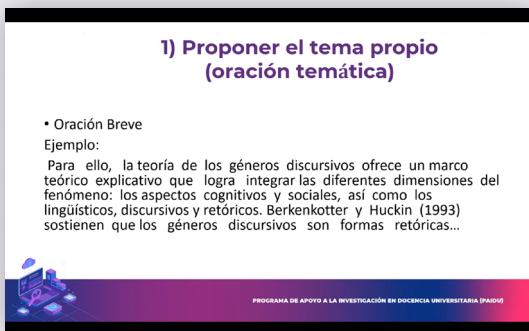 1) Proponer el tema propio
(oración temática)
• Oración Breve
Ejemplo:
Para ello, la teoría de los géneros discursivos ofrece un marco
teórico explicativo que logra integrar las diferentes dimensiones del
fenómeno: los aspectos cognitivos y sociales, así como los
lingüísticos, discursivos y retóricos. Berkenkotter y Huckin (1993)
sostienen que los géneros discursivos son formas retóricas...
PROGRAMA DE APOYO A LA INVESTIGACIÓN EN DOCENCIA UNIVERSITARIA (PAIDU)